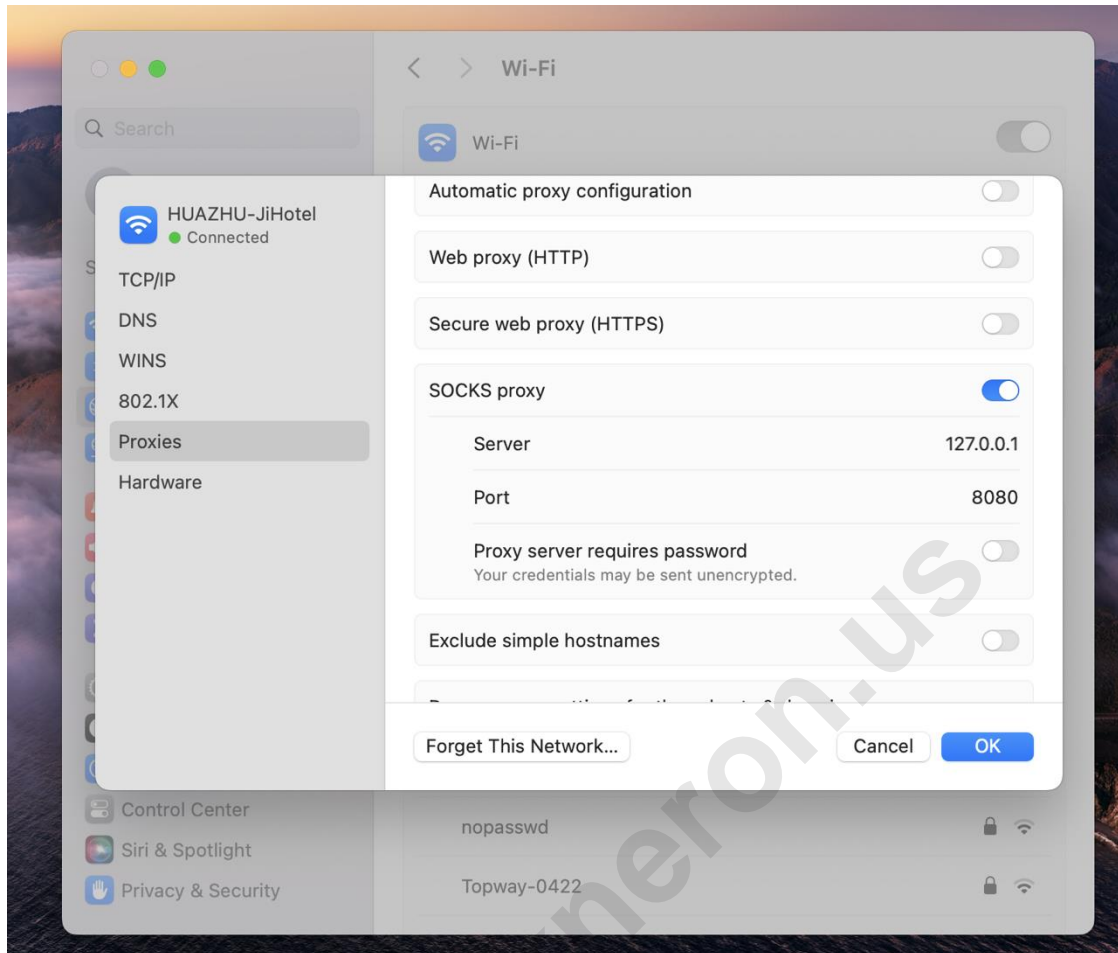 Wi-Fi
Search
Wi-Fi
Automatic proxy configuration
HUAZHU-JiHotel
Connected
Web proxy (HTTP)
TCP/IP
DNS
Secure web proxy (HTTPS)
WINS
SOCKS proxy
802.1X
Proxies
Server 127.0.0.1
Hardware
Port 8080
Proxy server requires password
Your credentials may be sent unencrypted.
Exclude simple hostnames
Forget This Network...
Cancel
OK
Control Center
nopasswd
Siri & Spotlight
Privacy & Security
Topway-0422
neron.us